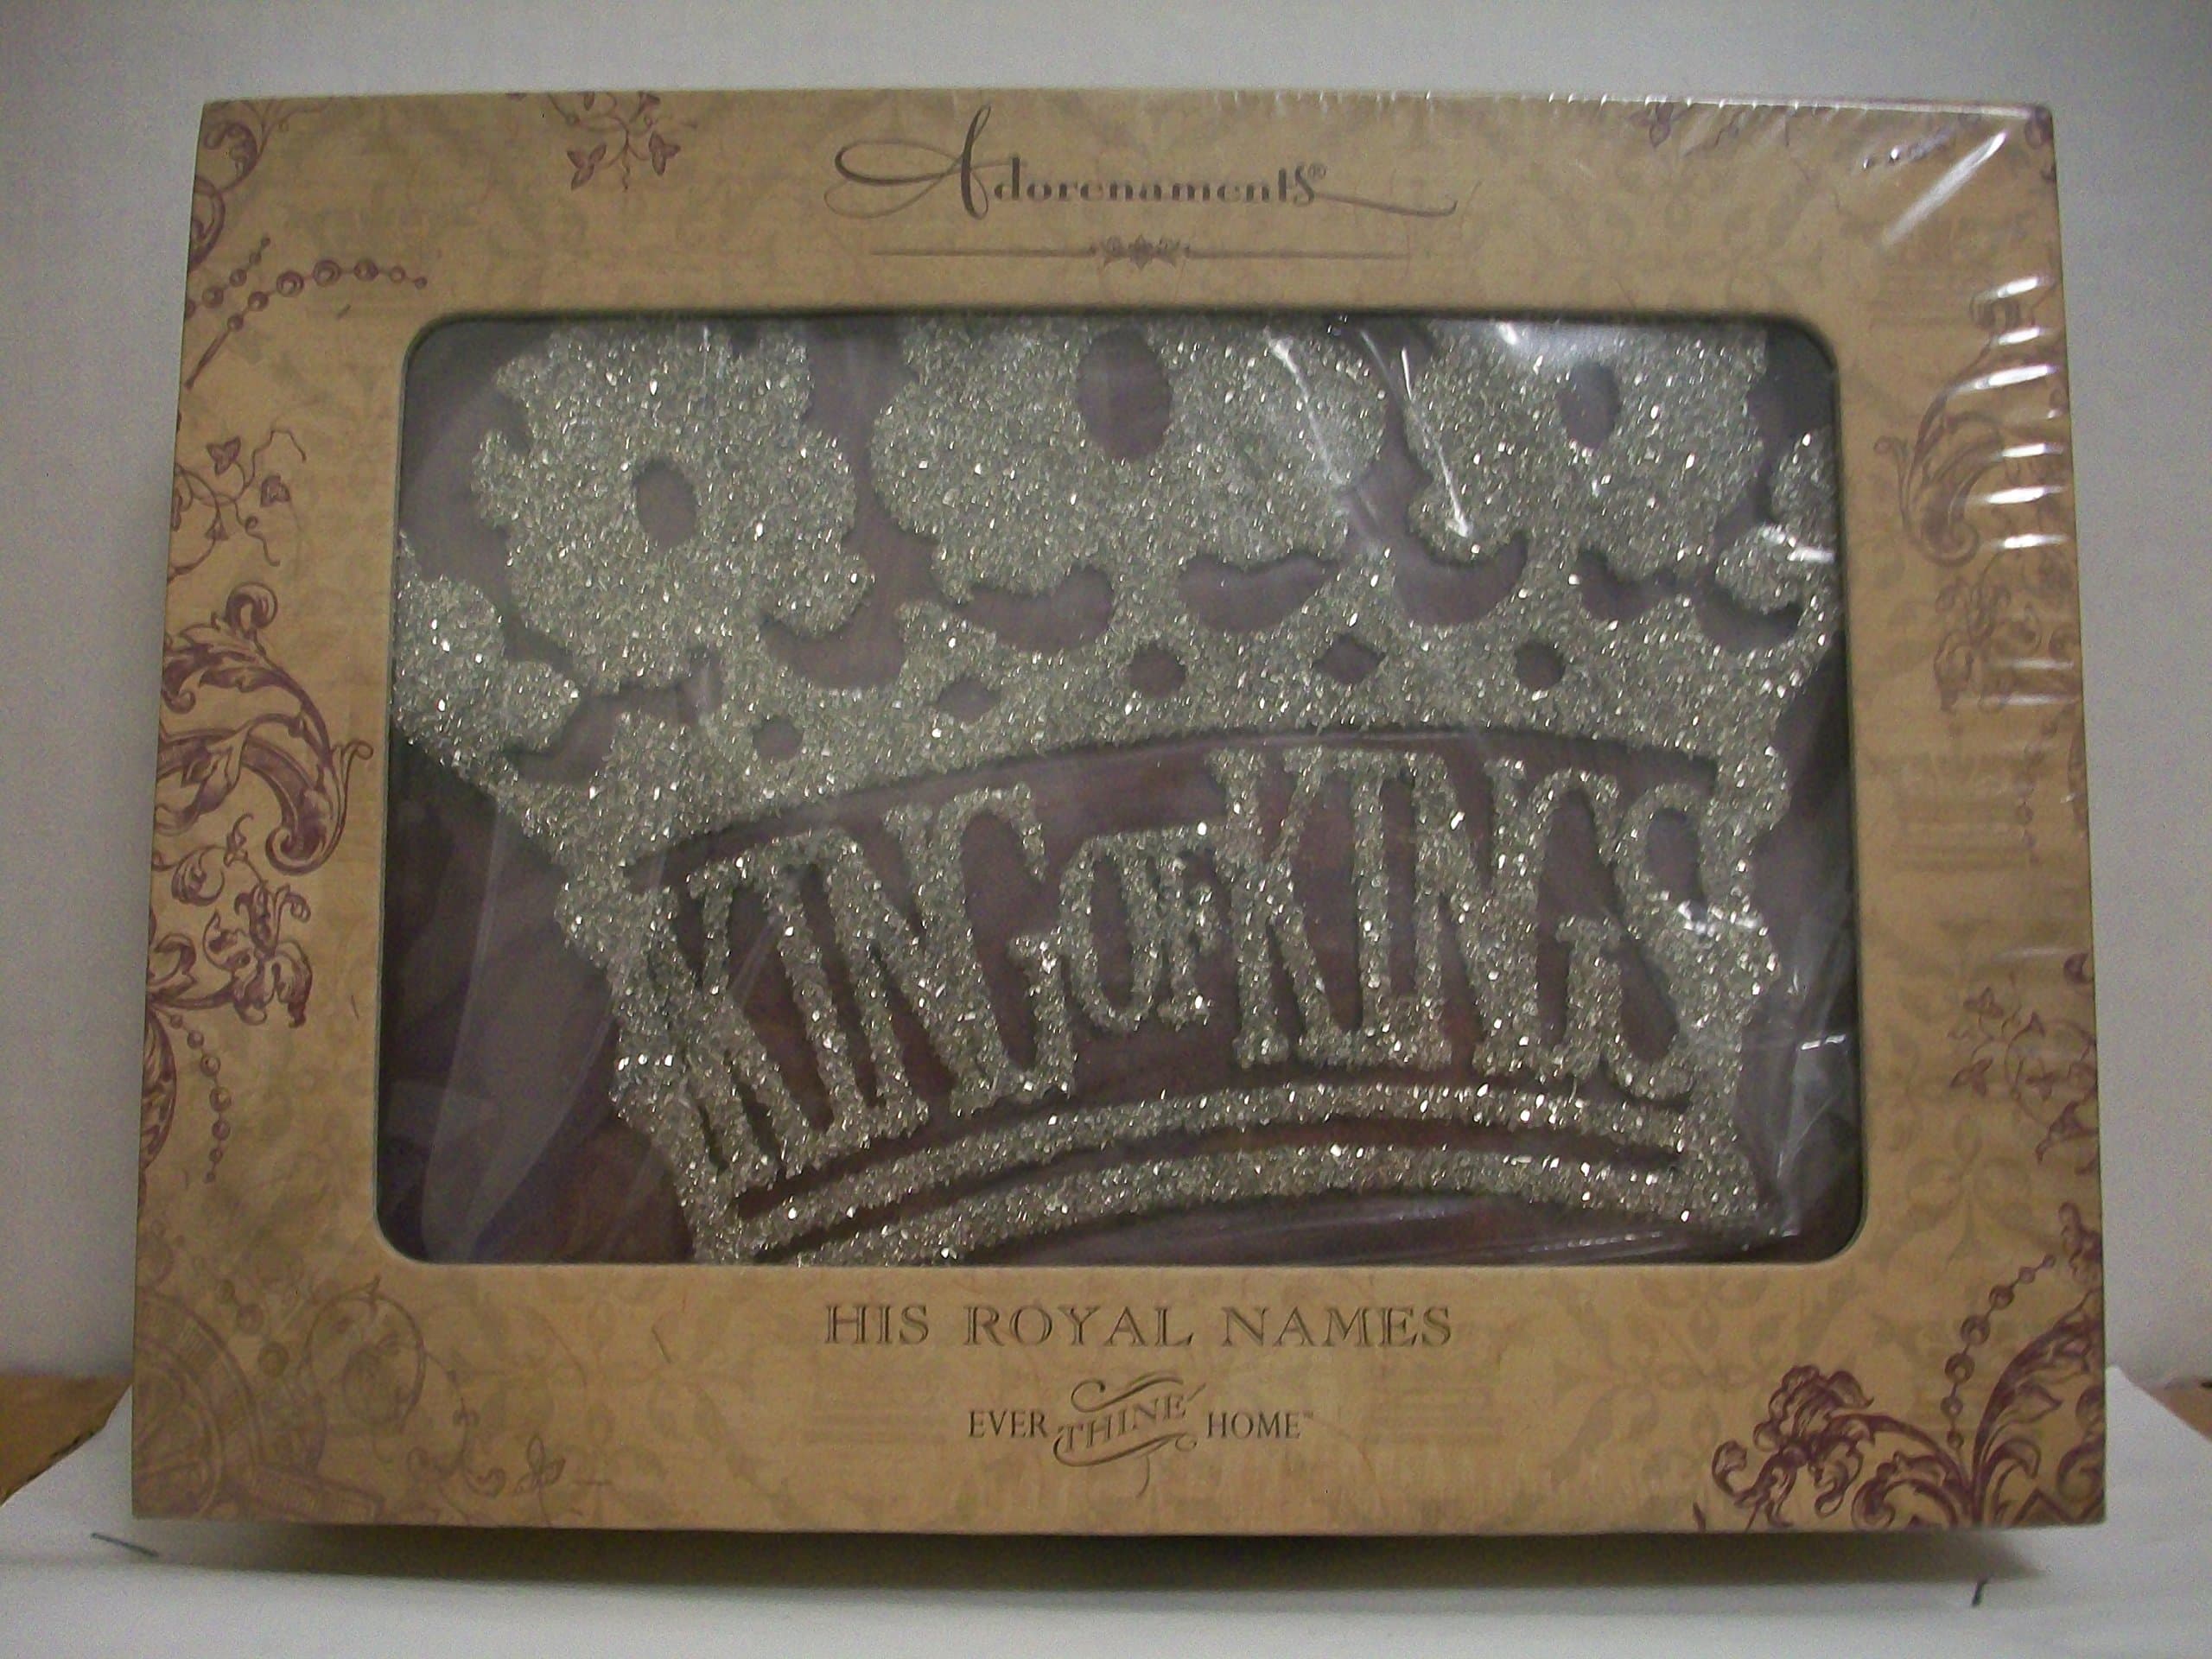 Adorenaments®
KING OF KINGS
HIS ROYAL NAMES
EVER THINE HOME™